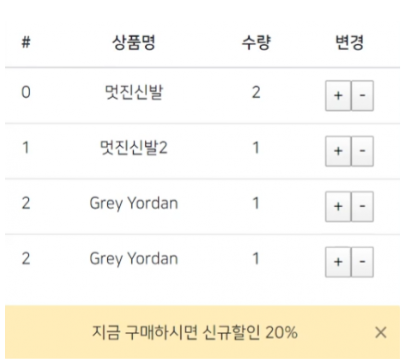 # 상품명 수량 변경
0 멋진신발 2 + -
1 멋진신발2 1 + -
2 Grey Yordan 1 + -
2 Grey Yordan 1 + -
지금 구매하시면 신규할인 20% ×